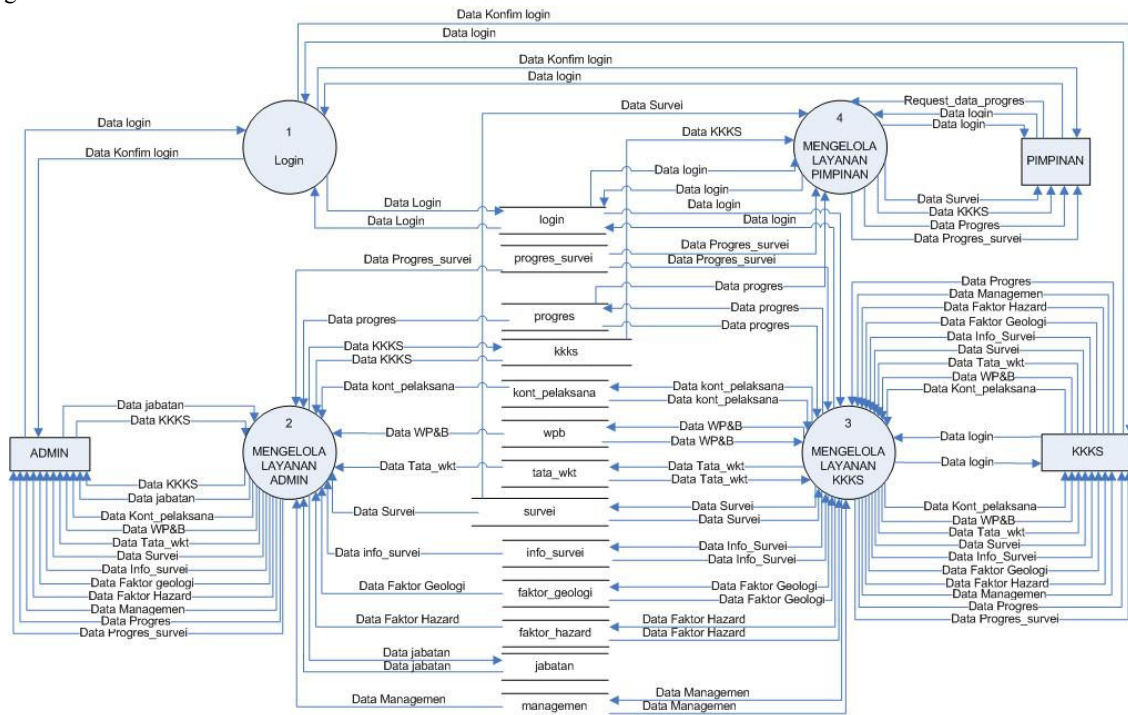 Data Konfim login
Data login
Data Konfim login
Data login
Data login
Data Konfim login
1
Login
Data Login
Data Login
Data Survei
Data KKKS
Data login
Data login
Data login
Data login
4
MENGELOLA
LAYANAN
PIMPINAN
Request_data_progres
Data login
Data login
PIMPINAN
Data Survei
Data KKKS
Data Progres
Data Progres_survei
login
progres_survei
progres
kkks
kont_pelaksana
wpb
tata_wkt
survei
info_survei
faktor_geologi
faktor_hazard
jabatan
managemen
Data Progres_survei
Data progres
Data KKKS
Data KKKS
Data kont_pelaksana
Data WP&B
Data Tata_wkt
Data Survei
Data info_survei
Data Faktor Geologi
Data Faktor Hazard
Data jabatan
Data jabatan
Data Managemen
Data Progres_survei
Data Progres_survei
Data progres
Data progres
Data progres
Data kont_pelaksana
Data kont_pelaksana
Data WP&B
Data WP&B
Data Tata_wkt
Data Tata_wkt
Data Survei
Data Survei
Data Info_Survei
Data Info_Survei
Data Faktor Geologi
Data Faktor Geologi
Data Faktor Hazard
Data Faktor Hazard
Data Managemen
Data Managemen
ADMIN
Data jabatan
Data KKKS
2
MENGELOLA
LAYANAN
ADMIN
Data KKKS
Data jabatan
Data Kont_pelaksana
Data WP&B
Data Tata_wkt
Data Survei
Data Info_survei
Data Faktor geologi
Data Faktor Hazard
Data Managemen
Data Progres
Data Progres_survei
3
MENGELOLA
LAYANAN
KKKS
Data Progres
Data Managemen
Data Faktor Hazard
Data Faktor Geologi
Data Info_Survei
Data Survei
Data Tata_wkt
Data WP&B
Data Kont_pelaksana
Data login
Data login
KKKS
Data Kont_pelaksana
Data WP&B
Data Tata_wkt
Data Survei
Data Info_Survei
Data Faktor Geologi
Data Faktor Hazard
Data Managemen
Data Progres
Data Progres_survei